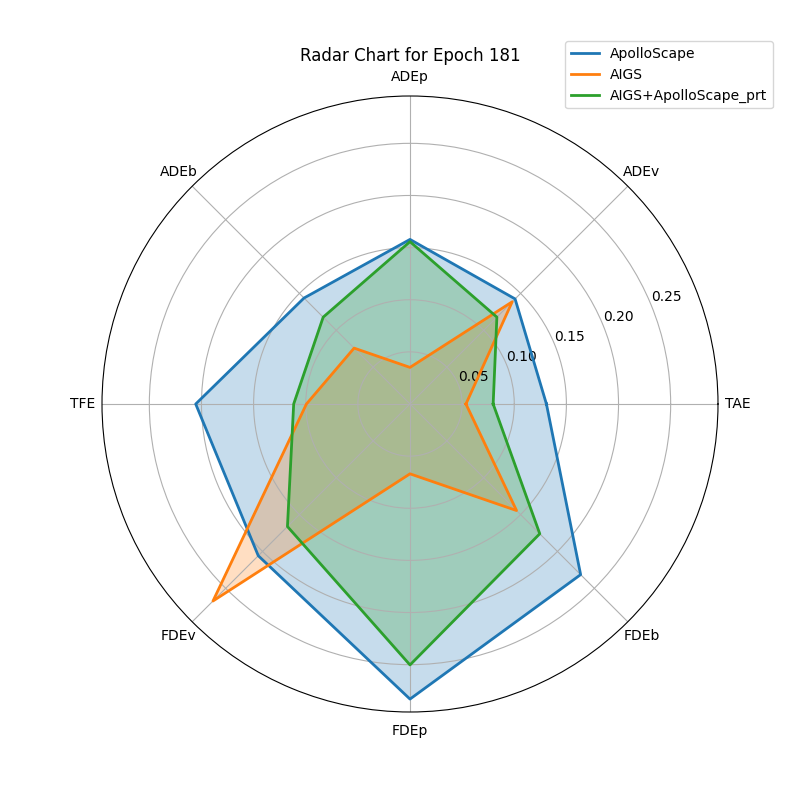 Radar Chart for Epoch 181
ApolloScape
AIGS
AIGS+ApolloScape_prt
ADEp
ADEb
ADEv
0.25
0.20
0.15
0.10
0.05
TFE
TAE
FDEv
FDEb
FDEp